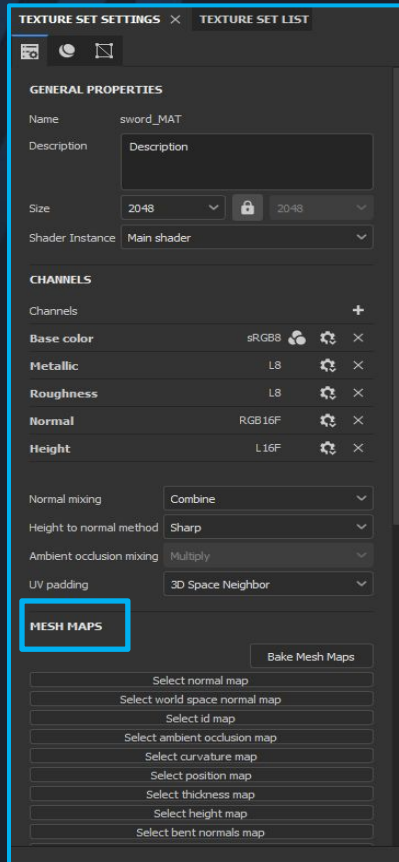 TEXTURE SET SETTINGS × TEXTURE SET LIST
GENERAL PROPERTIES
Name sword_MAT
Description Description
Size 2048 2048
Shader Instance Main shader
CHANNELS
Channels +
Base color sRGB8
Metallic L8
Roughness L8
Normal RGB16F
Height L16F
Normal mixing Combine
Height to normal method Sharp
Ambient occlusion mixing Multiply
UV padding 3D Space Neighbor
MESH MAPS
Bake Mesh Maps
Select normal map
Select world space normal map
Select id map
Select ambient occlusion map
Select curvature map
Select position map
Select thickness map
Select height map
Select bent normals map